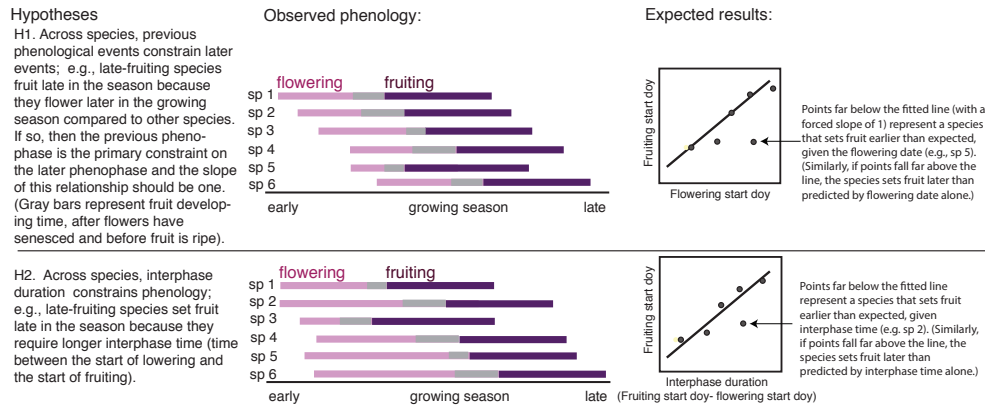 Hypotheses
Observed phenology:
Expected results:
H1. Across species, previous
phenological events constrain later
events; e.g., late-fruiting species
fruit late in the season because
they flower later in the growing
season compared to other species.
If so, then the previous pheno-
phase is the primary constraint on
the later phenophase and the slope
of this relationship should be one.
(Gray bars represent fruit develop-
ing time, after flowers have
senesced and before fruit is ripe).
flowering
fruiting
sp 1
sp 2
sp 3
sp 4
sp 5
sp 6
early
growing season
late
Fruiting start doy
Flowering start doy
Points far below the fitted line (with a
forced slope of 1) represent a species
that sets fruit earlier than expected,
given the flowering date (e.g., sp 5).
(Similarly, if points fall far above the
line, the species sets fruit later than
predicted by flowering date alone.)
H2. Across species, interphase
duration constrains phenology;
e.g., late-fruiting species set fruit
late in the season because they
require longer interphase time (time
between the start of lowering and
the start of fruiting).
flowering
fruiting
sp 1
sp 2
sp 3
sp 4
sp 5
sp 6
early
growing season
late
Fruiting start doy
Interphase duration
(Fruiting start doy- flowering start doy)
Points far below the fitted line
represent a species that sets fruit
earlier than expected, given
interphase time (e.g. sp 2). (Similarly,
if points fall far above the line, the
species sets fruit later than
predicted by interphase time alone.)